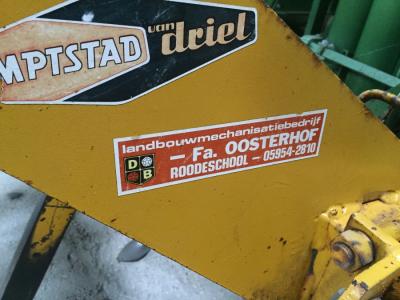 MPTSTAD
van driel
landbouwmechanisatiebedrijf
— Fa. OOSTERHOF
ROODESCHOOL — 05954-2810
D
B